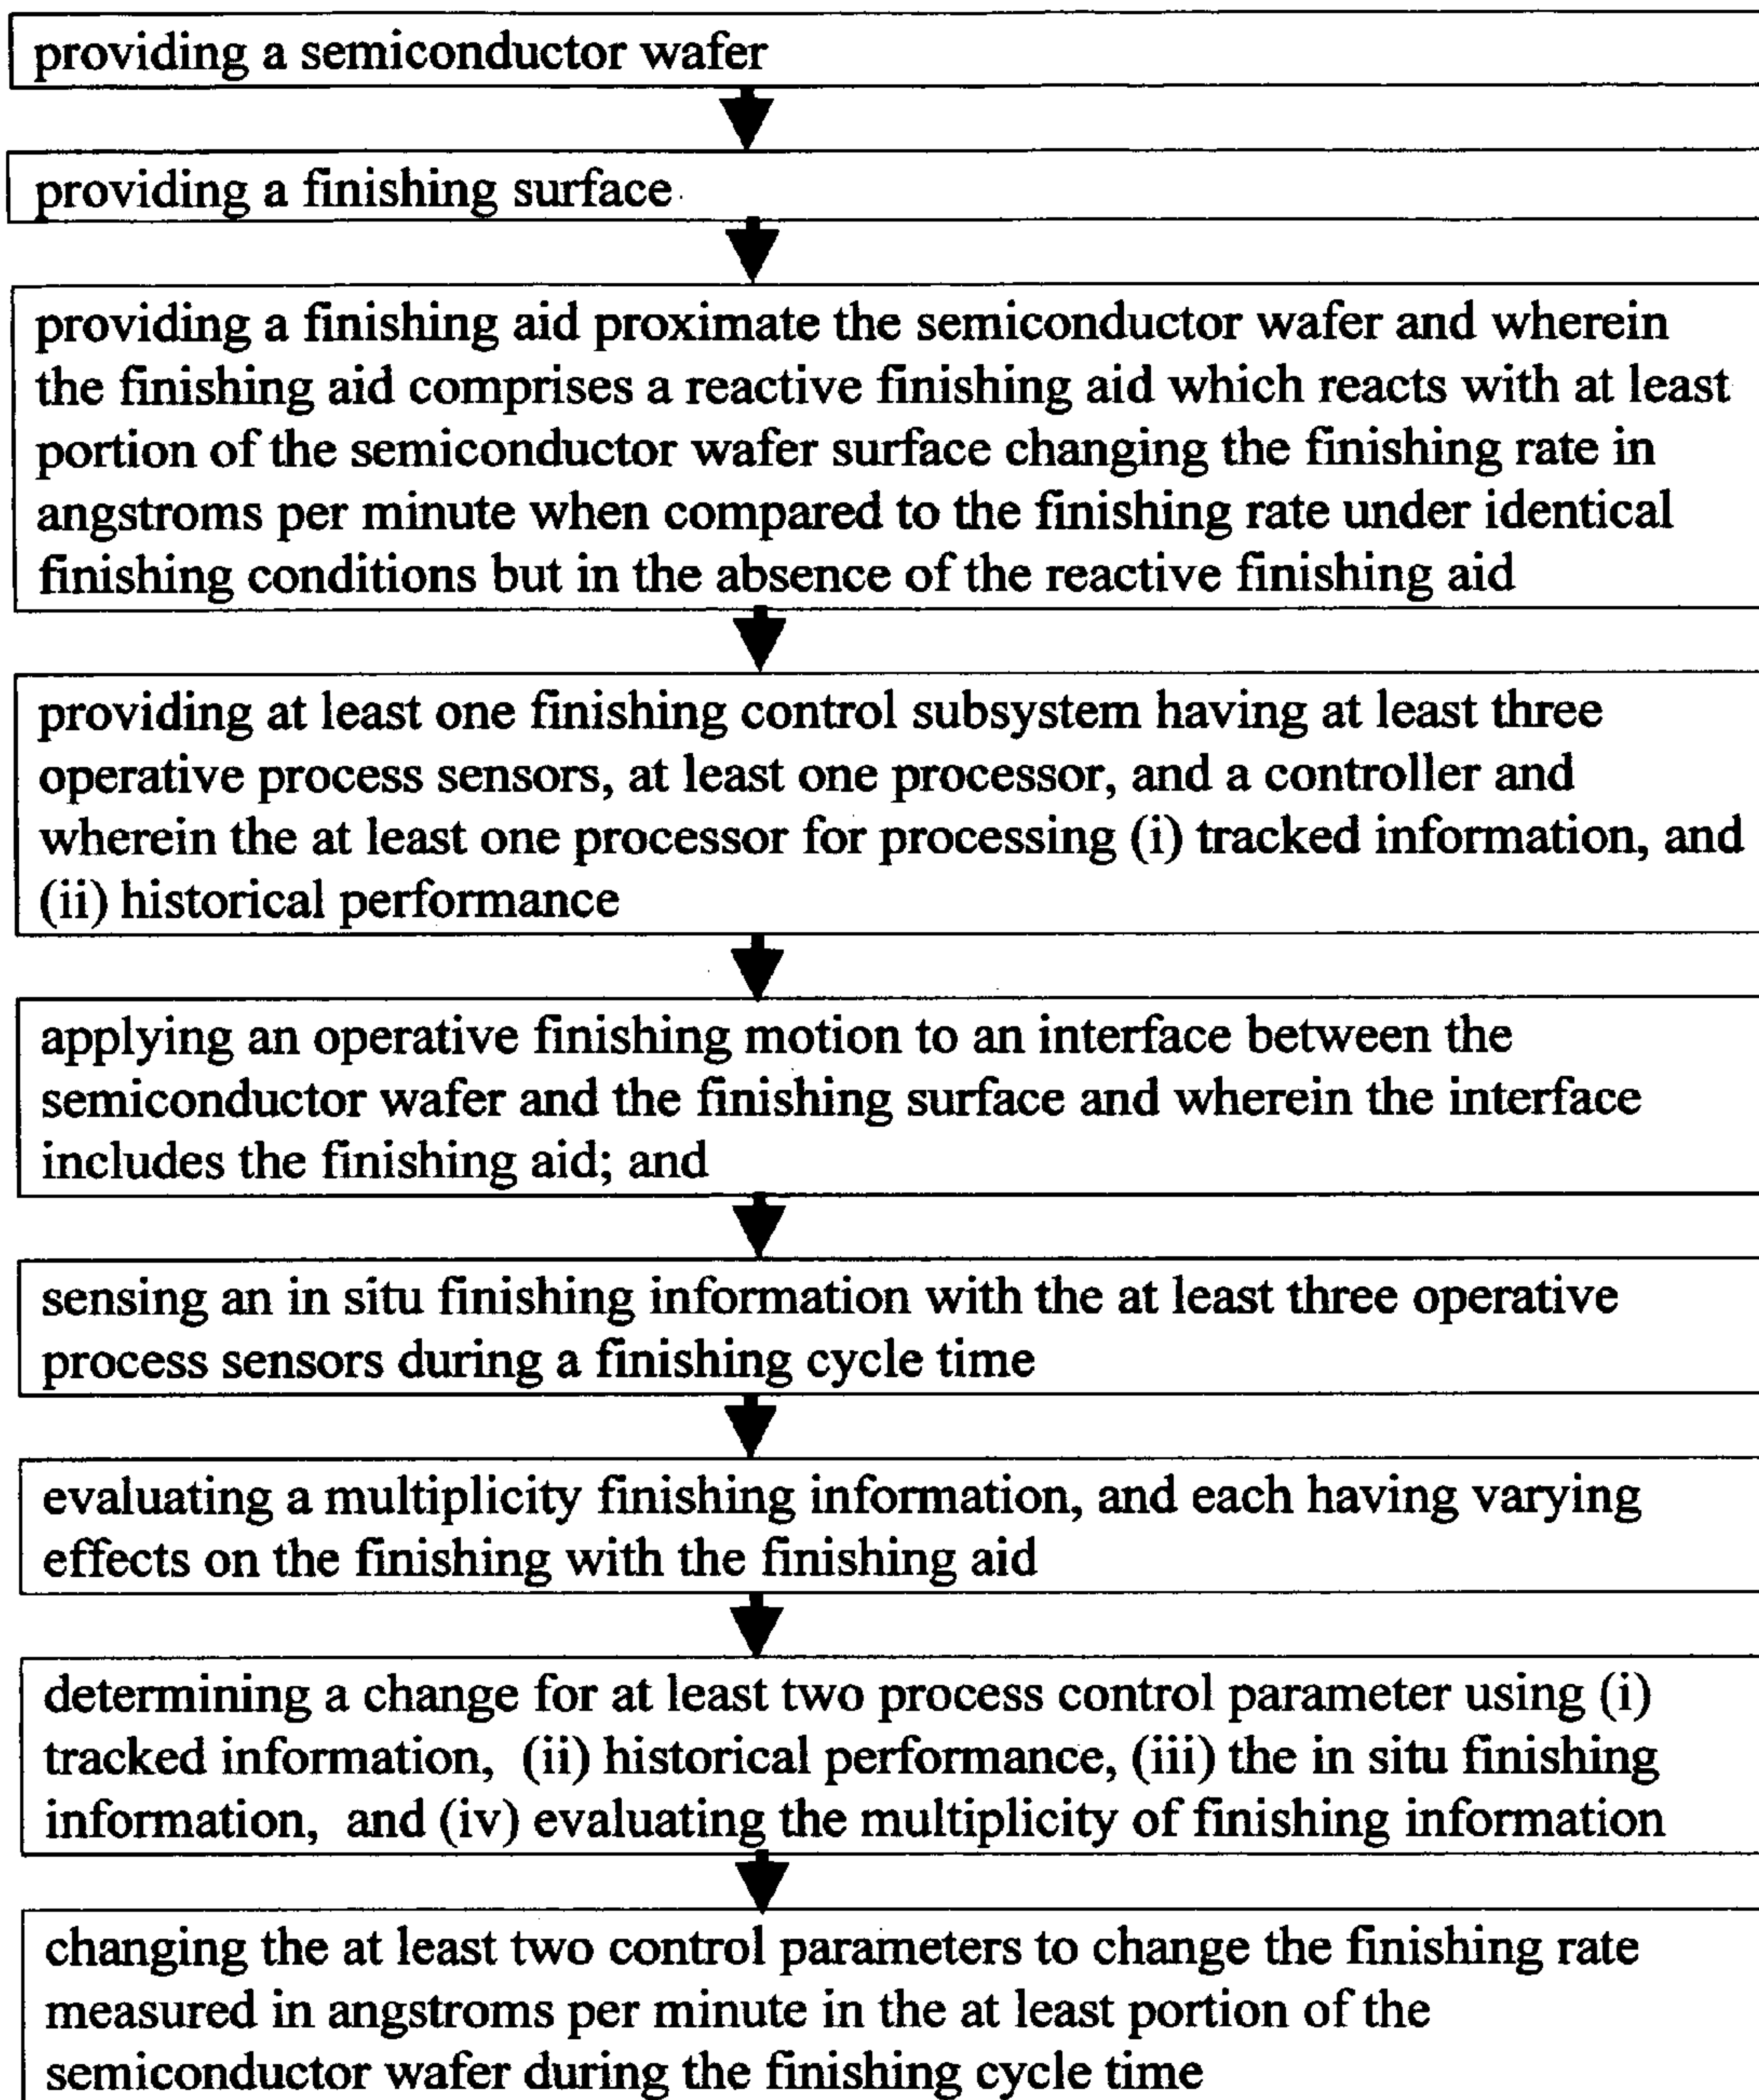 providing a semiconductor wafer
providing a finishing surface
providing a finishing aid proximate the semiconductor wafer and wherein
the finishing aid comprises a reactive finishing aid which reacts with at least
portion of the semiconductor wafer surface changing the finishing rate in
angstroms per minute when compared to the finishing rate under identical
finishing conditions but in the absence of the reactive finishing aid
providing at least one finishing control subsystem having at least three
operative process sensors, at least one processor, and a controller and
wherein the at least one processor for processing (i) tracked information, and
(ii) historical performance
applying an operative finishing motion to an interface between the
semiconductor wafer and the finishing surface and wherein the interface
includes the finishing aid; and
sensing an in situ finishing information with the at least three operative
process sensors during a finishing cycle time
evaluating a multiplicity finishing information, and each having varying
effects on the finishing with the finishing aid
determining a change for at least two process control parameter using (i)
tracked information, (ii) historical performance, (iii) the in situ finishing
information, and (iv) evaluating the multiplicity of finishing information
changing the at least two control parameters to change the finishing rate
measured in angstroms per minute in the at least portion of the
semiconductor wafer during the finishing cycle time